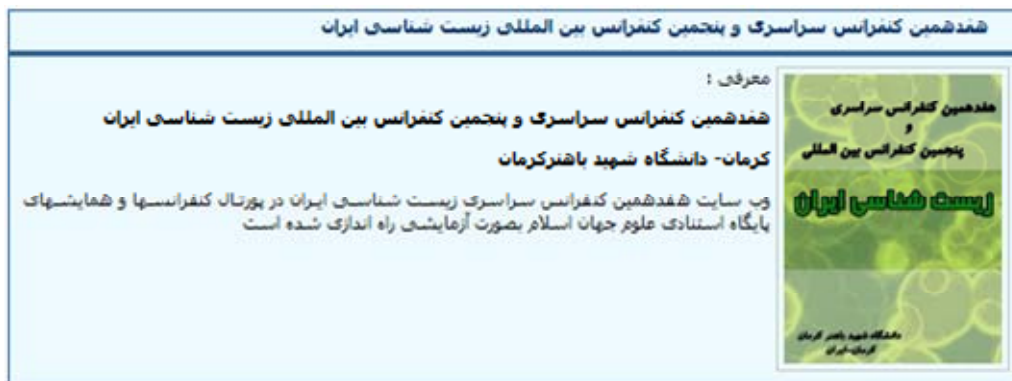 هفدهمین کنفرانس سراسری و پنجمین کنفرانس بین المللی زیست شناسی ایران
معرفی :
هفدهمین کنفرانس سراسری و پنجمین کنفرانس بین المللی زیست شناسی ایران
کرمان- دانشگاه شهید باهنرکرمان
وب سایت هفدهمین کنفرانس سراسری زیست شناسی ایران در پورتال کنفرانسها و همایشهای
پایگاه استنادی علوم جهان اسلام بصورت آزمایشی راه اندازی شده است
هفدهمین کنفرانس سراسری
و
پنجمین کنفرانس بین المللی
زیست شناسی ایران
دانشگاه شهید باهنر کرمان
کرمان-ایران